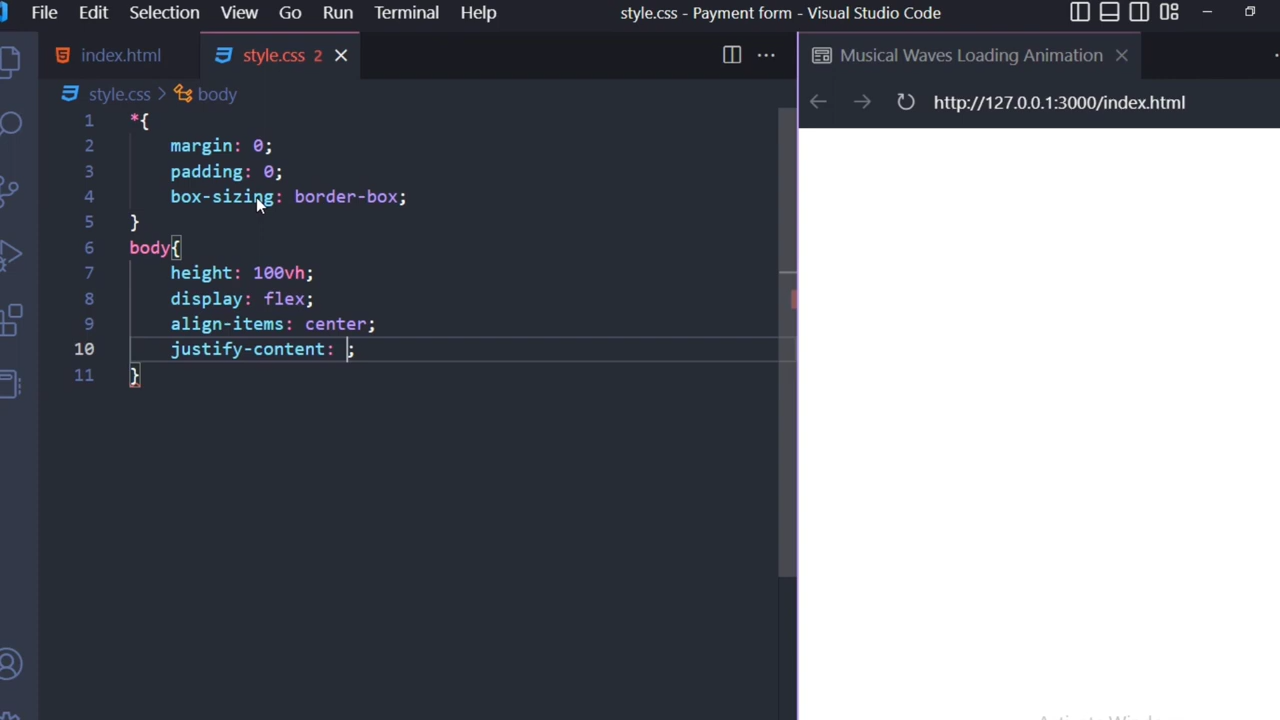 File Edit Selection View Go Run Terminal Help
style.css - Payment form - Visual Studio Code
index.html
style.css 2
Musical Waves Loading Animation
style.css > body
http://127.0.0.1:3000/index.html
1 *{
2 margin: 0;
3 padding: 0;
4 box-sizing: border-box;
5 }
6 body{
7 height: 100vh;
8 display: flex;
9 align-items: center;
10 justify-content: ;
11 }